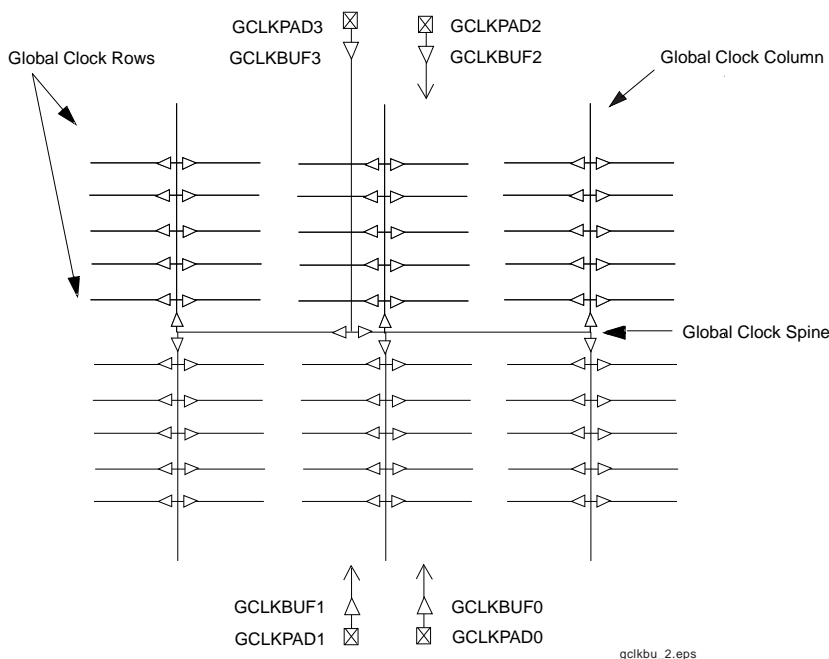 GCLKPAD3
GCLKPAD2
Global Clock Rows
GCLKBUF3
GCLKBUF2
Global Clock Column
Global Clock Spine
GCLKBUF1
GCLKBUF0
GCLKPAD1
GCLKPAD0
gclkbu_2.eps